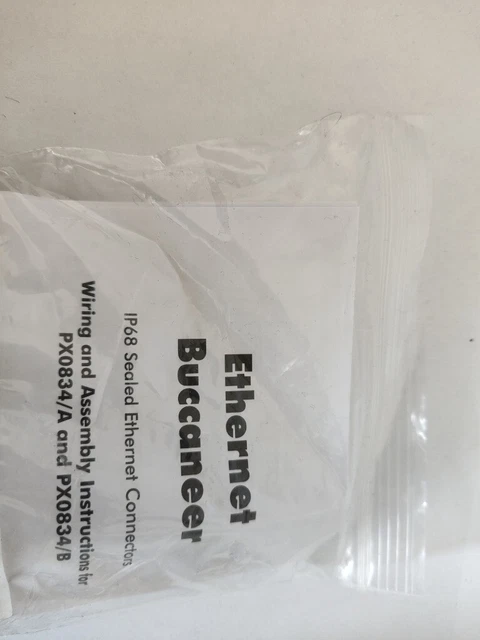 Ethernet
Buccaneer
IP68 Sealed Ethernet Connectors
Wiring and Assembly Instructions for
PX0834/A and PX0834/B